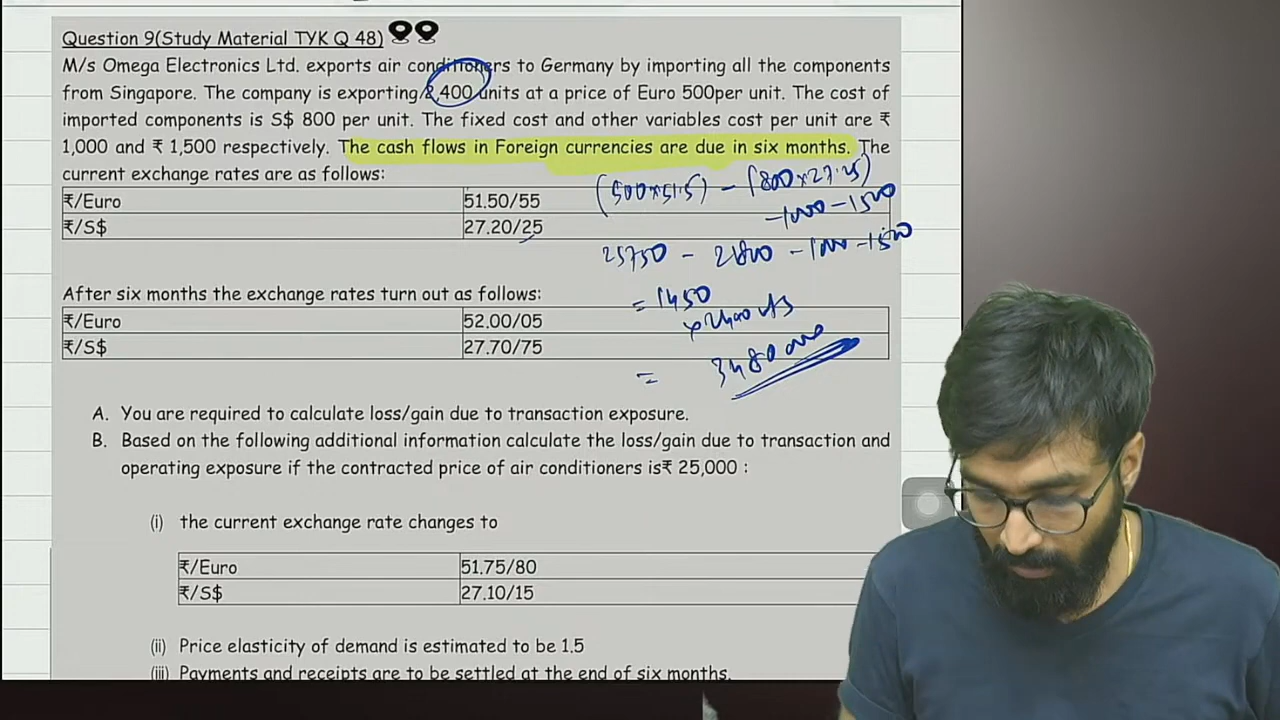 Question 9(Study Material TYK Q 48)
M/s Omega Electronics Ltd. exports air conditioners to Germany by importing all the components
from Singapore. The company is exporting 2,400 units at a price of Euro 500per unit. The cost of
imported components is S$ 800 per unit. The fixed cost and other variables cost per unit are ₹
1,000 and ₹ 1,500 respectively. The cash flows in Foreign currencies are due in six months. The
current exchange rates are as follows:
₹/Euro 51.50/55
₹/S$ 27.20/25
(500×51.5) - (800×27.25)
-1000-1500
25750 - 21800 - 1000 -1500
= 1450
×2400 uts
= 3480 000
After six months the exchange rates turn out as follows:
₹/Euro 52.00/05
₹/S$ 27.70/75
A. You are required to calculate loss/gain due to transaction exposure.
B. Based on the following additional information calculate the loss/gain due to transaction and
operating exposure if the contracted price of air conditioners is₹ 25,000 :
(i) the current exchange rate changes to
₹/Euro 51.75/80
₹/S$ 27.10/15
(ii) Price elasticity of demand is estimated to be 1.5
(iii) Payments and receipts are to be settled at the end of six months.